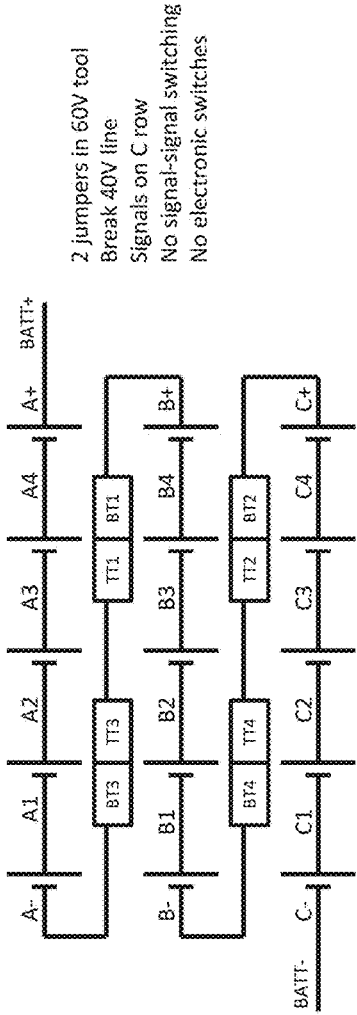 A- A1 A2 A3 A4 A+ BATT+
BT3 TT3 TT1 BT1
B- B1 B2 B3 B4 B+
BT4 TT4 TT2 BT2
BATT- C- C1 C2 C3 C4 C+
2 jumpers in 60V tool
Break 40V line
Signals on C row
No signal-signal switching
No electronic switches